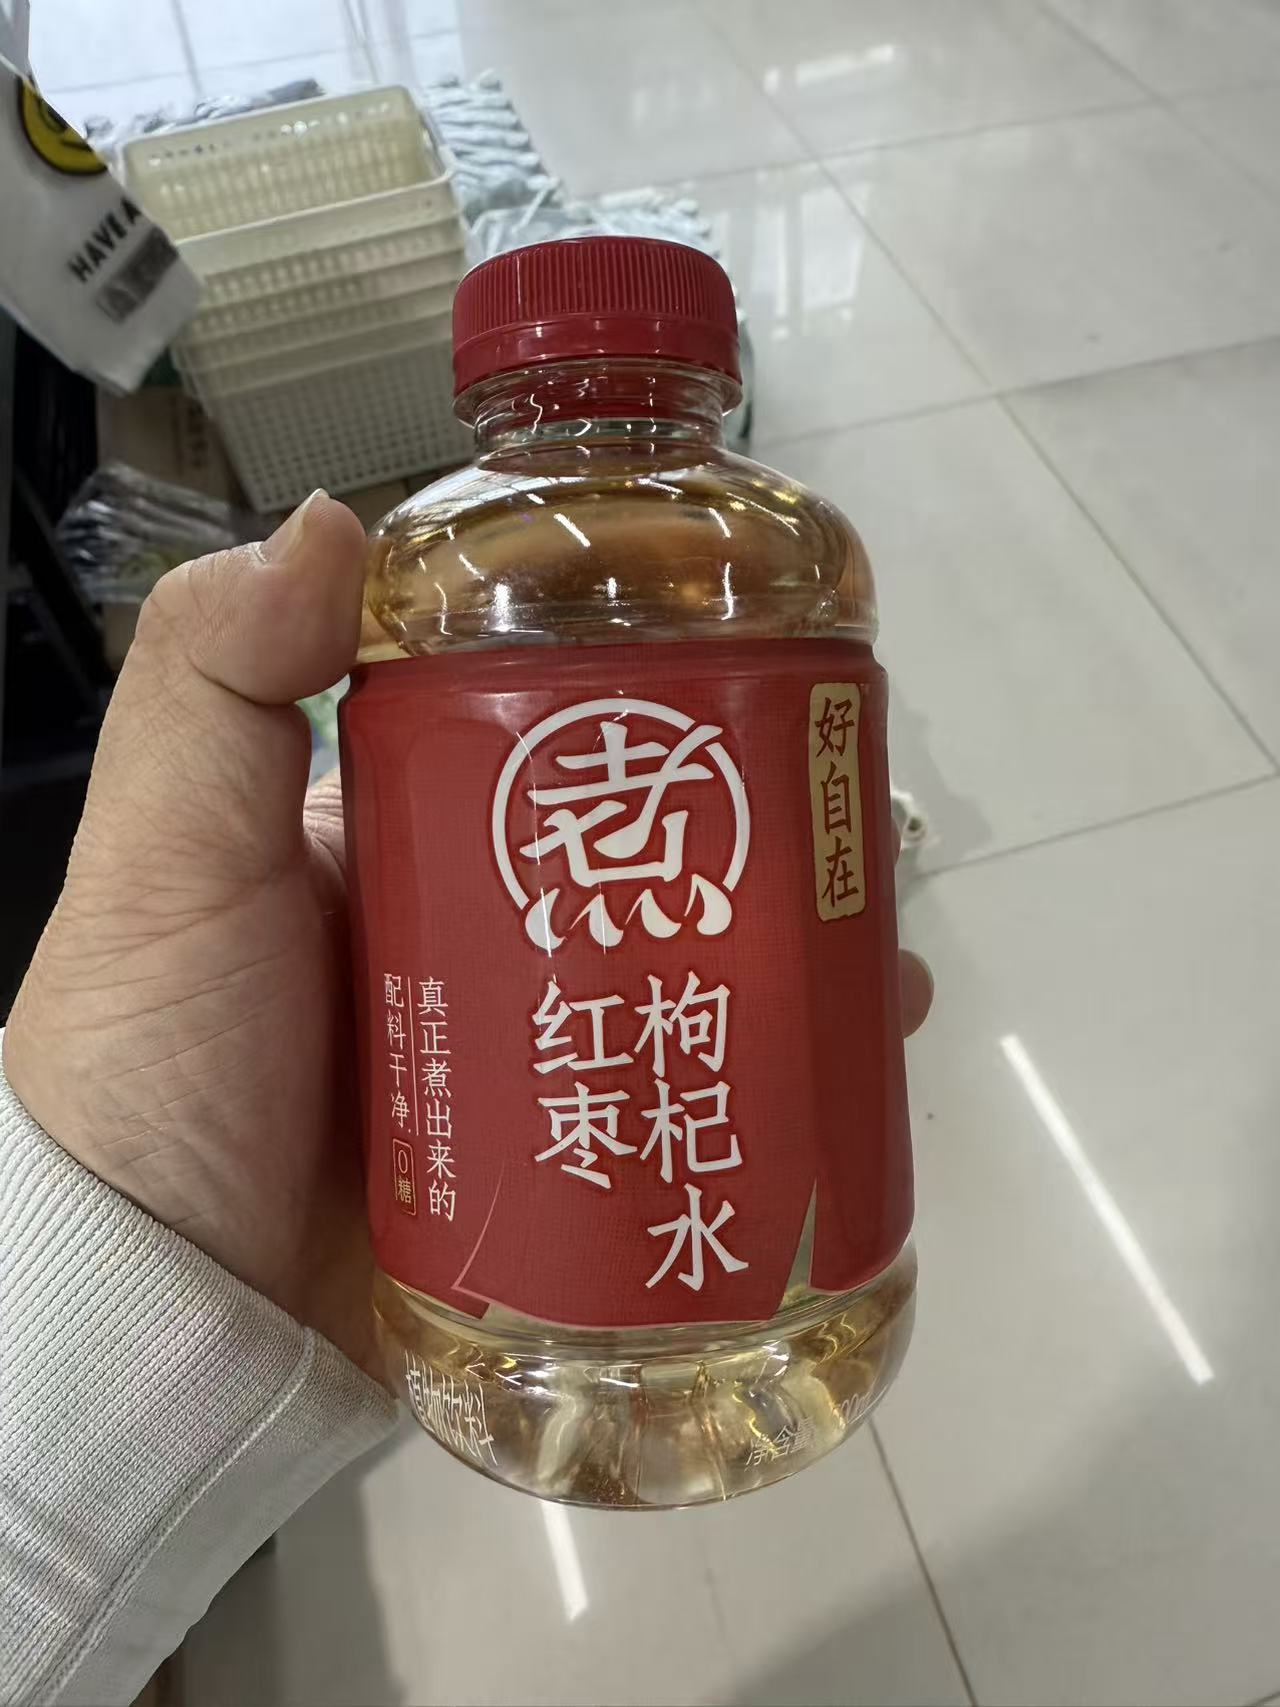 HAVE A
好自在
煮
枸杞水
红枣
真正煮出来的
配料干净
0糖
植物饮料
净含量